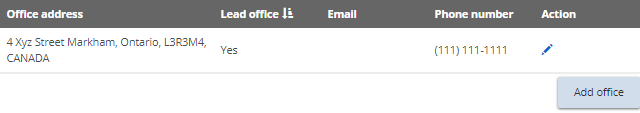 Office address Lead office Email Phone number Action
4 Xyz Street Markham, Ontario, L3R3M4, Yes (111) 111-1111
CANADA
Add office